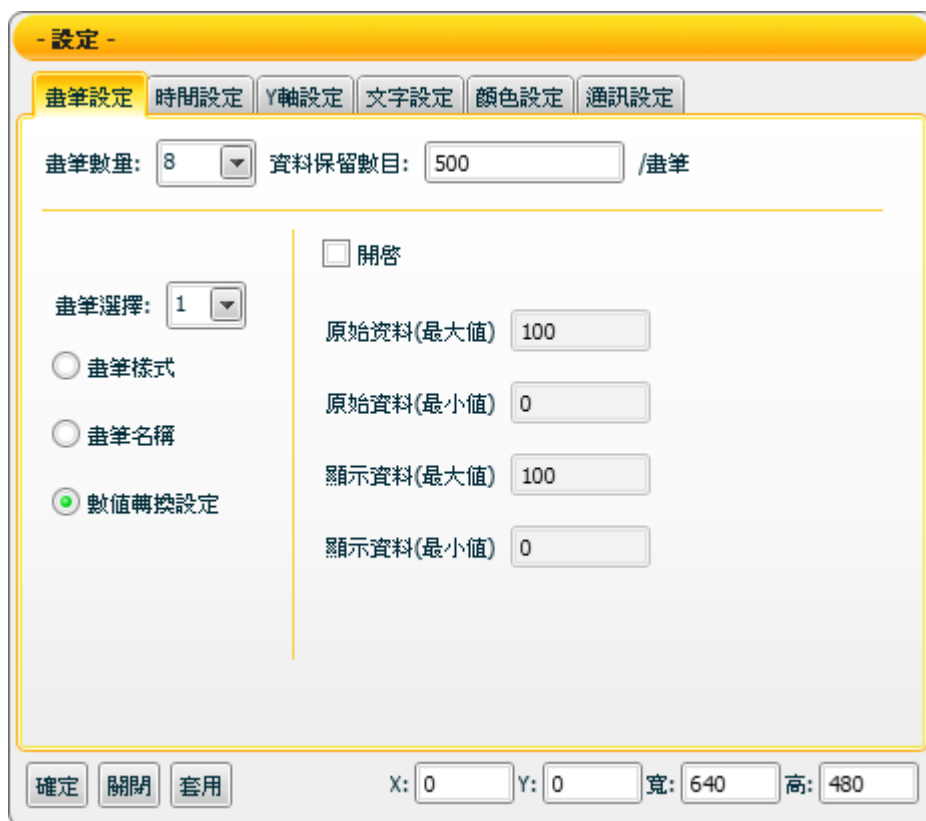 - 設定 -
畫筆設定 時間設定 Y軸設定 文字設定 顏色設定 通訊設定
畫筆數量: 8 資料保留數目: 500 /畫筆
開啓
畫筆選擇: 1
原始資料(最大值) 100
畫筆樣式
原始資料(最小值) 0
畫筆名稱
顯示資料(最大值) 100
數值轉換設定
顯示資料(最小值) 0
確定 關閉 套用 X: 0 Y: 0 寬: 640 高: 480